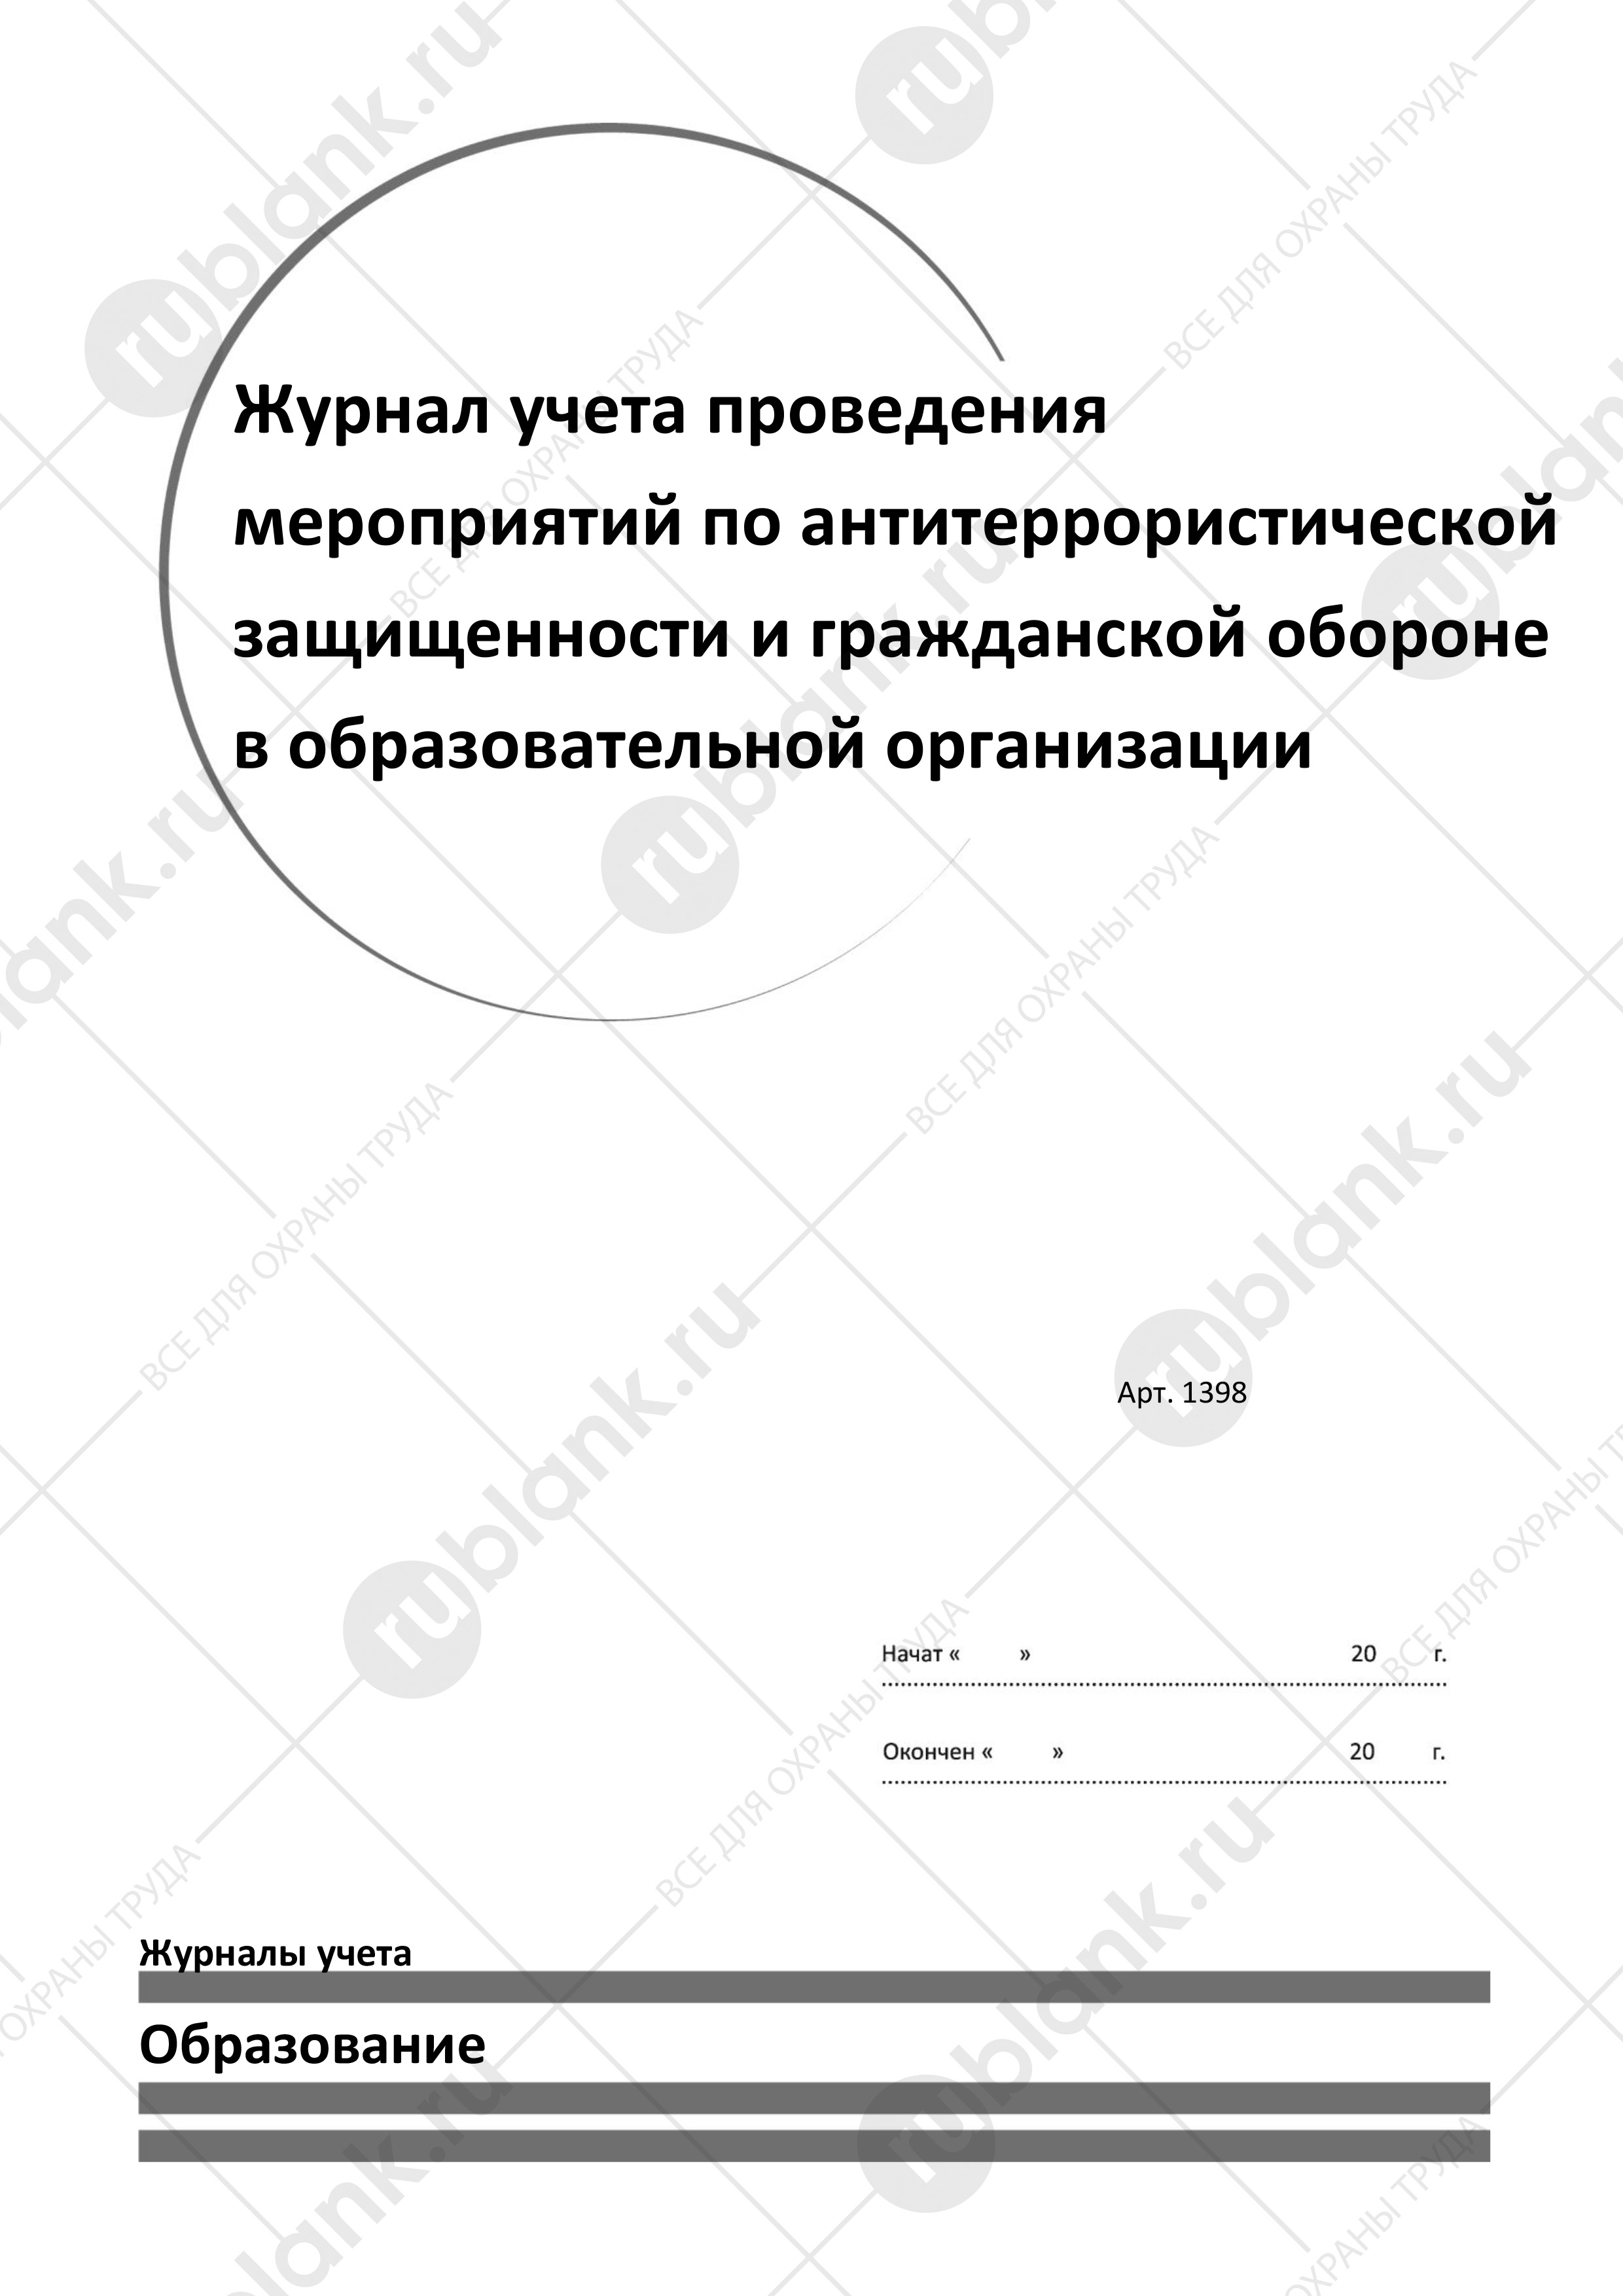 Журнал учета проведения
мероприятий по антитеррористической
защищенности и гражданской обороне
в образовательной организации
Арт. 1398
Начат « » 20 г.
Окончен « » 20 г.
Журналы учета
Образование
rublank.ru
ВСЕ ДЛЯ ОХРАНЫ ТРУДА